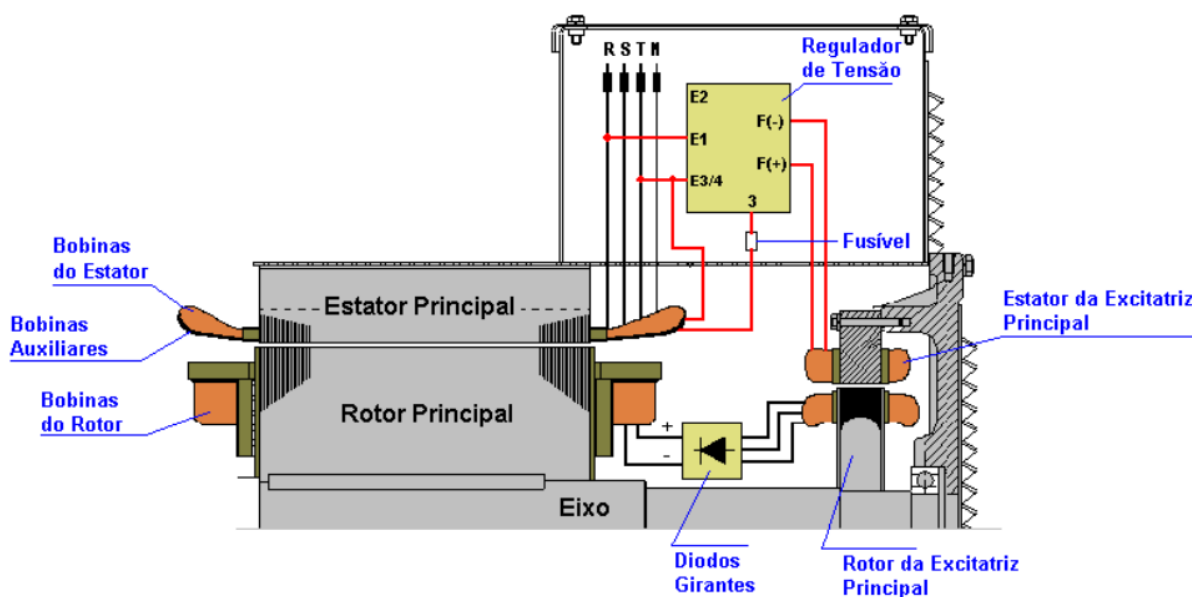 R S T N
Regulador
de Tensão
E2
F(-)
E1
F(+)
E3/4
3
Fusível
Bobinas
do Estator
Estator Principal
Estator da Excitatriz
Principal
Bobinas
Auxiliares
Bobinas
do Rotor
Rotor Principal
+
-
Eixo
Diodos
Girantes
Rotor da Excitatriz
Principal